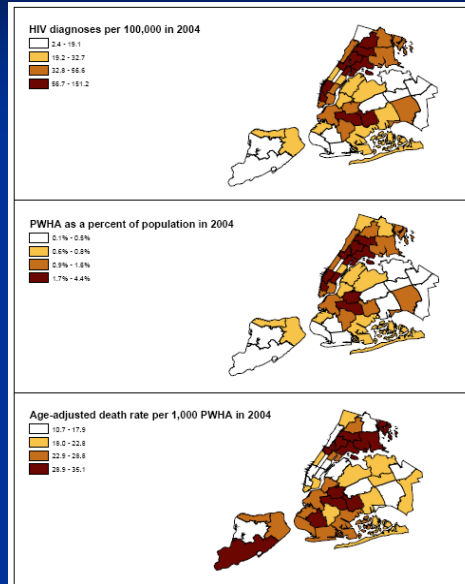 HIV diagnoses per 100,000 in 2004
2.4 - 19.1
19.2 - 32.7
32.8 - 56.6
56.7 - 151.2
PWHA as a percent of population in 2004
0.1% - 0.5%
0.6% - 0.8%
0.9% - 1.6%
1.7% - 4.4%
Age-adjusted death rate per 1,000 PWHA in 2004
10.7 - 17.9
18.0 - 22.8
22.9 - 28.8
28.9 - 35.1